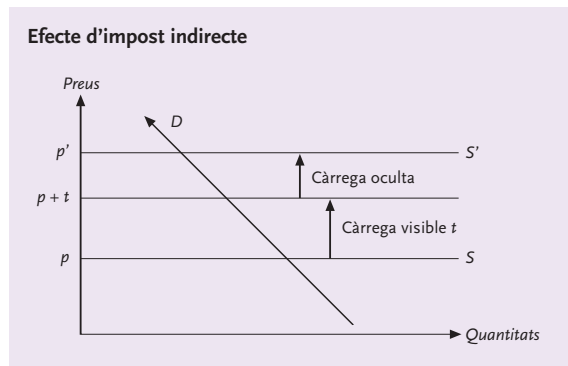 Efecte d’impost indirecte
Preus
D
p’ S’
Càrrega oculta
p + t
Càrrega visible t
p S
Quantitats